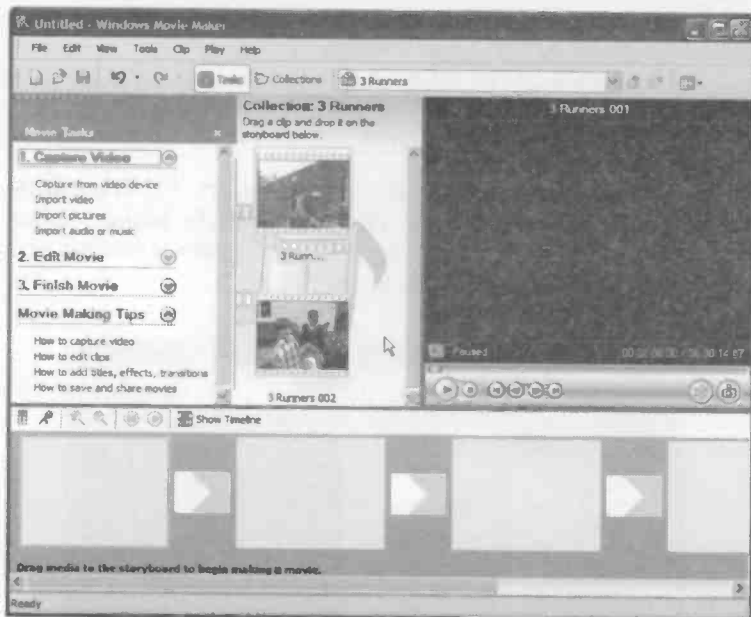 Untitled - Windows Movie Maker
File Edit View Tools Clip Play Help
Tasks Collections 3 Runners
Movie Tasks
1. Capture Video
Capture from video device
Import video
Import pictures
Import audio or music
2. Edit Movie
3. Finish Movie
Movie Making Tips
How to capture video
How to edit clips
How to add titles, effects, transitions
How to save and share movies
Collection: 3 Runners
Drag a clip and drop it on the
storyboard below.
3 Runn...
3 Runners 002
3 Runners 001
Paused
Show Timeline
Drag media to the storyboard to begin making a movie.
Ready